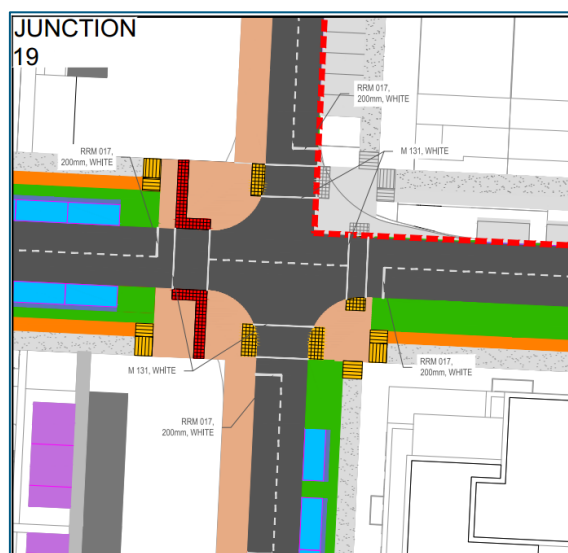 JUNCTION
19
RRM 017,
200mm, WHITE
M 131, WHITE
RRM 017,
200mm, WHITE
RRM 017,
200mm, WHITE
M 131, WHITE
RRM 017,
200mm, WHITE